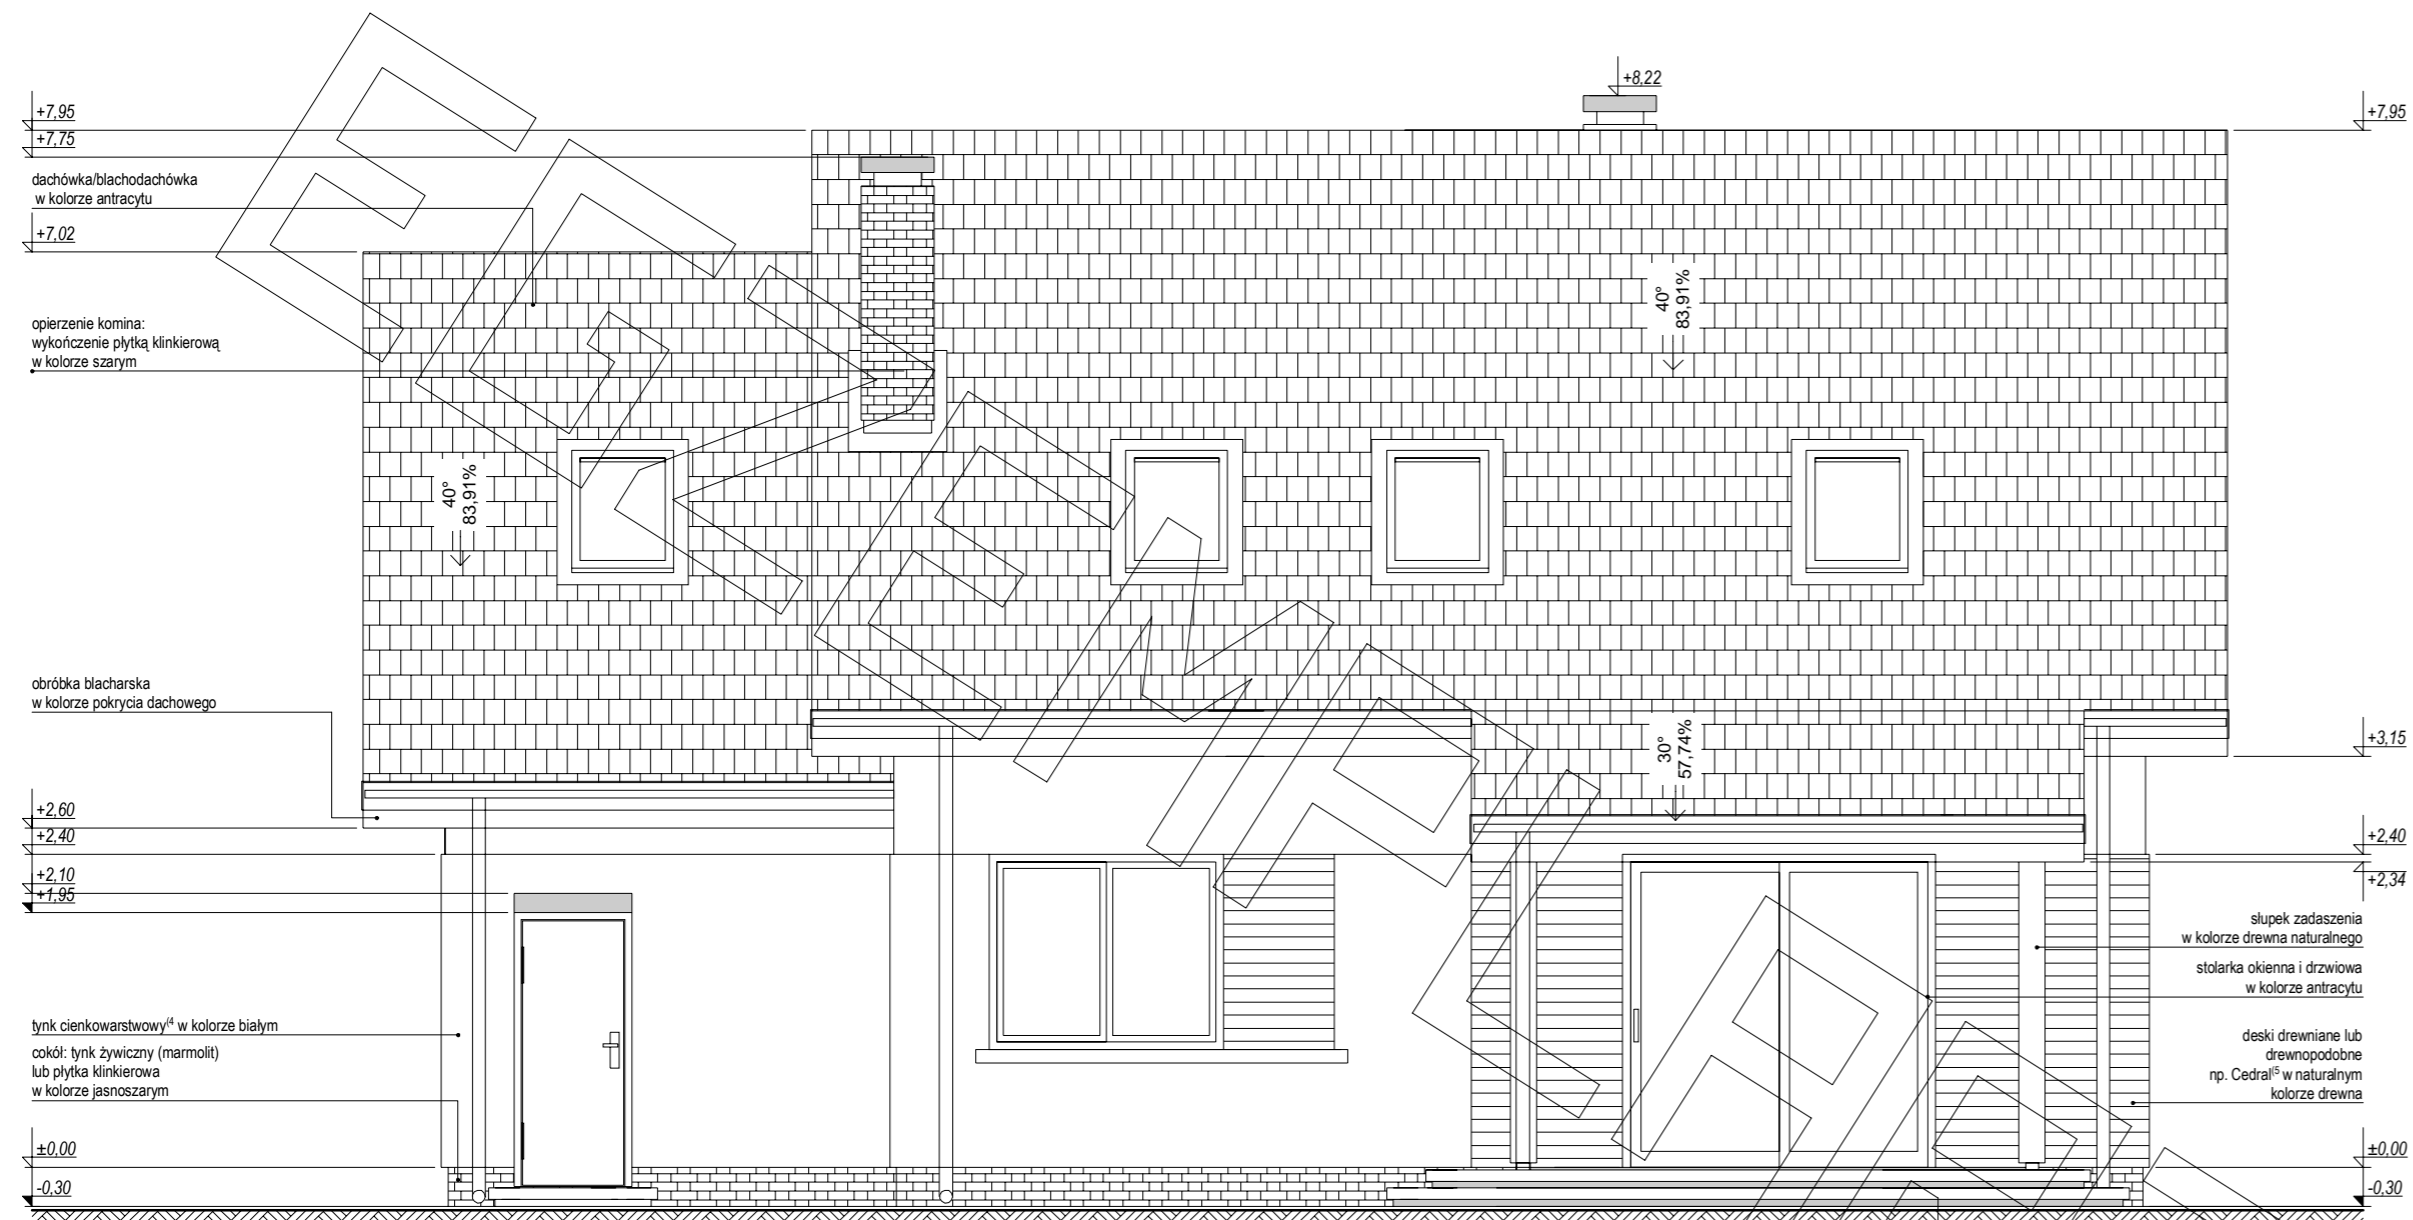 +8,22
+7,95
+7,95
+7,75
dachówka/blachodachówka
w kolorze antracytu
+7,02
40°
83,91%
opierzenie komina:
wykończenie płytką klinkierową
w kolorze szarym
40°
83,91%
obróbka blacharska
w kolorze pokrycia dachowego
30°
57,74%
+3,15
+2,60
+2,40
+2,40
+2,10
+1,95
+2,34
słupek zadaszenia
w kolorze drewna naturalnego
stolarka okienna i drzwiowa
w kolorze antracytu
tynk cienkowarstwowy⁽⁴ w kolorze białym
cokół: tynk żywiczny (marmolit)
lub płytka klinkierowa
w kolorze jasnoszarym
deski drewniane lub
drewnopodobne
np. Cedral⁽⁵ w naturalnym
kolorze drewna
±0,00
±0,00
-0,30
-0,30